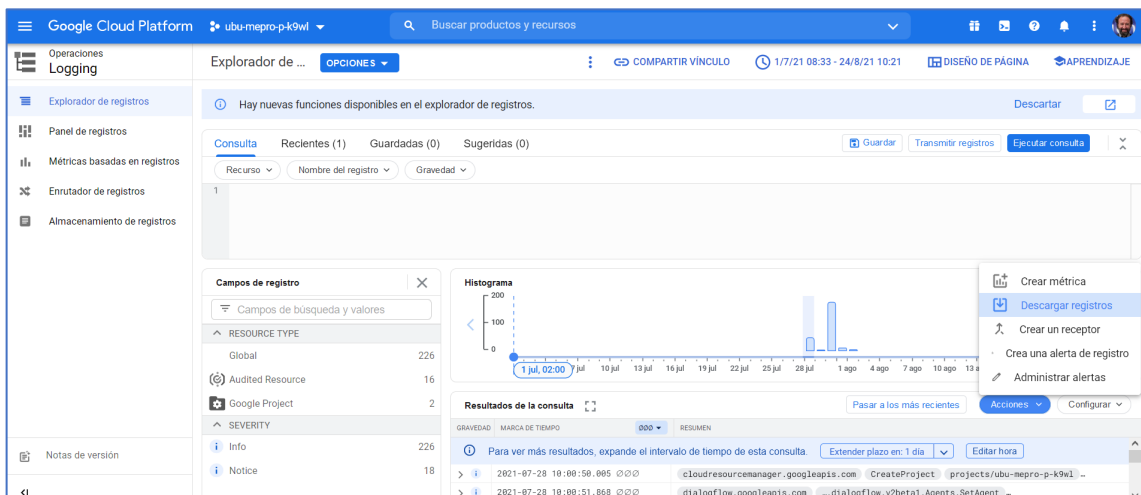 Google Cloud Platform ubu-mepro-p-k9wl Buscar productos y recursos
Operaciones
Logging
Explorador de registros
Panel de registros
Métricas basadas en registros
Enrutador de registros
Almacenamiento de registros
Notas de versión
Explorador de ... OPCIONES COMPARTIR VÍNCULO 1/7/21 08:33 - 24/8/21 10:21 DISEÑO DE PÁGINA APRENDIZAJE
Hay nuevas funciones disponibles en el explorador de registros. Descartar
Consulta Recientes (1) Guardadas (0) Sugeridas (0) Guardar Transmitir registros Ejecutar consulta
Recurso Nombre del registro Gravedad
1
Campos de registro
Campos de búsqueda y valores
RESOURCE TYPE
Global 226
Audited Resource 16
Google Project 2
SEVERITY
Info 226
Notice 18
Histograma
200
100
0
1 jul, 02:00 7 jul 10 jul 13 jul 16 jul 19 jul 22 jul 25 jul 28 jul 1 ago 4 ago 7 ago 10 ago 13 a
Crear métrica
Descargar registros
Crear un receptor
Crea una alerta de registro
Administrar alertas
Resultados de la consulta Pasar a los más recientes Acciones Configurar
GRAVEDAD MARCA DE TIEMPO ∅∅∅ RESUMEN
Para ver más resultados, expande el intervalo de tiempo de esta consulta. Extender plazo en: 1 día Editar hora
2021-07-28 10:00:50.005 ∅∅∅ cloudresourcemanager.googleapis.com CreateProject projects/ubu-mepro-p-k9wl …
2021-07-28 10:00:51.868 ∅∅∅ dialogflow.googleapis.com ….dialogflow.v2beta1.Agents.SetAgent …